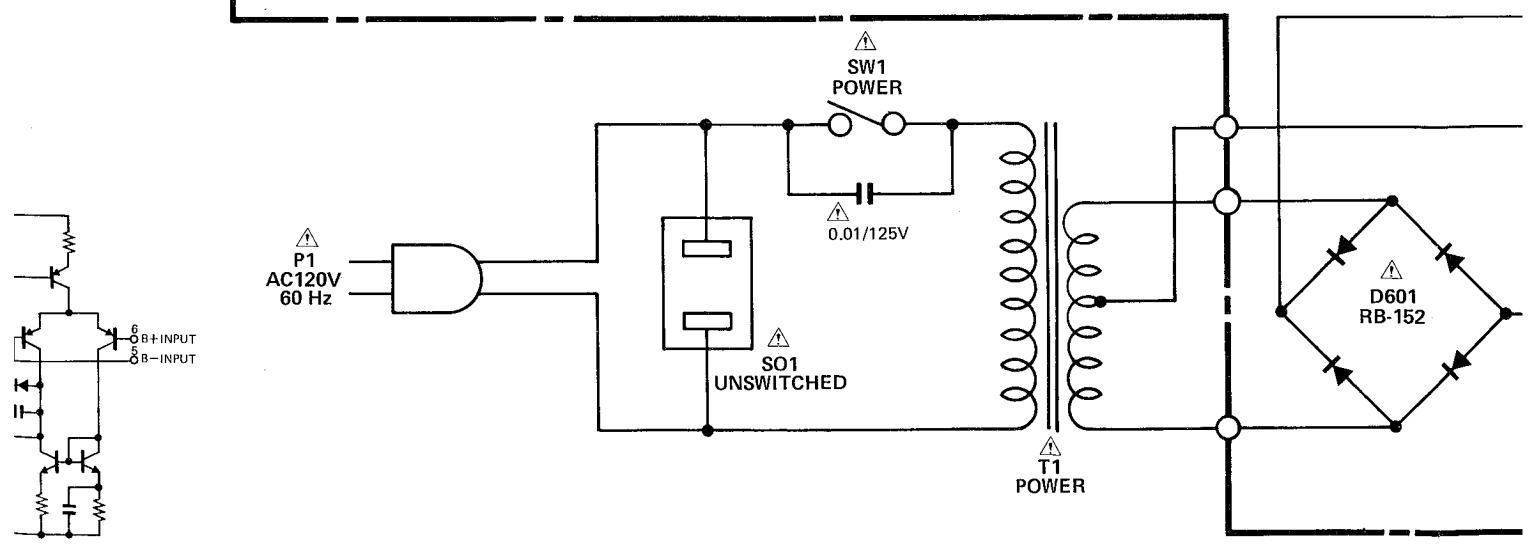 SW1
POWER
0.01/125V
P1
AC120V
60 Hz
6 B+INPUT
5 B-INPUT
SO1
UNSWITCHED
D601
RB-152
T1
POWER